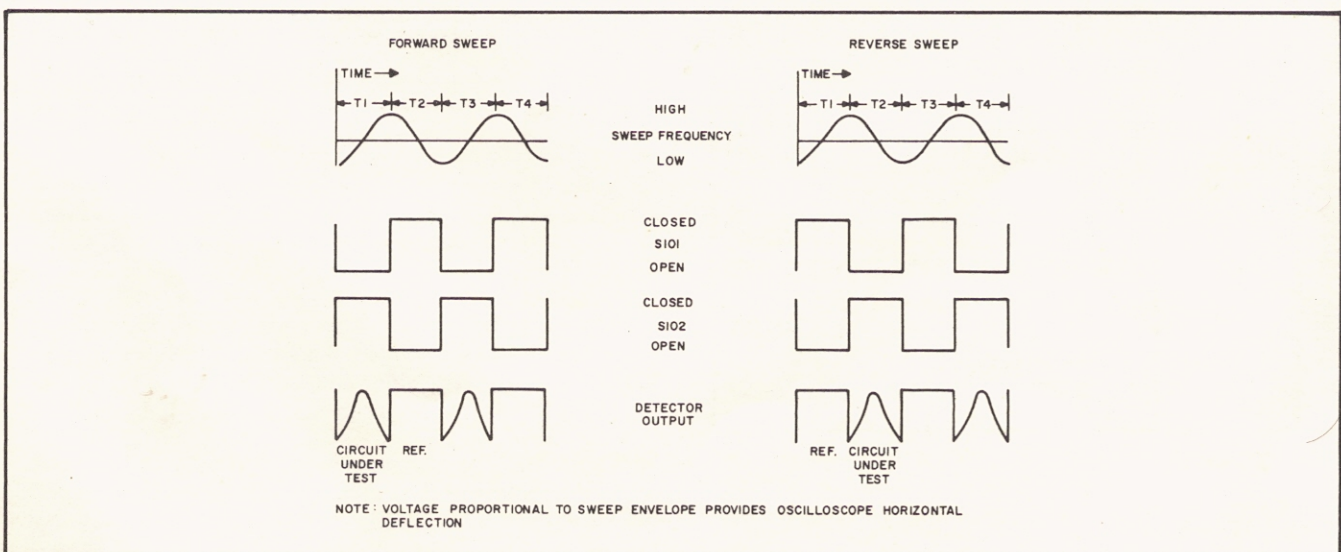 FORWARD SWEEP
REVERSE SWEEP
TIME
T1 T2 T3 T4
HIGH
SWEEP FREQUENCY
LOW
TIME
T1 T2 T3 T4
CLOSED
S101
OPEN
CLOSED
S102
OPEN
DETECTOR
OUTPUT
CIRCUIT
UNDER
TEST
REF.
REF.
CIRCUIT
UNDER
TEST
NOTE: VOLTAGE PROPORTIONAL TO SWEEP ENVELOPE PROVIDES OSCILLOSCOPE HORIZONTAL
DEFLECTION